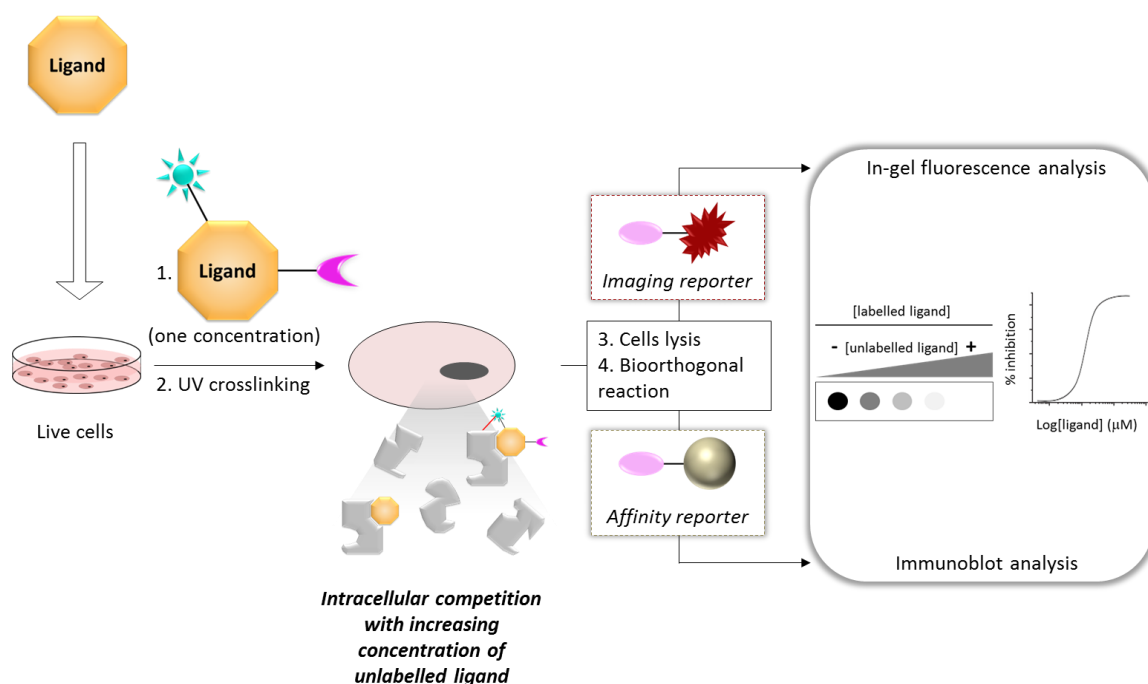 Ligand
1.
Ligand
(one concentration)
2. UV crosslinking
Live cells
Intracellular competition
with increasing
concentration of
unlabelled ligand
Imaging reporter
3. Cells lysis
4. Bioorthogonal
reaction
Affinity reporter
In-gel fluorescence analysis
[labelled ligand]
- [unlabelled ligand] +
% inhibition
Log[ligand] (µM)
Immunoblot analysis